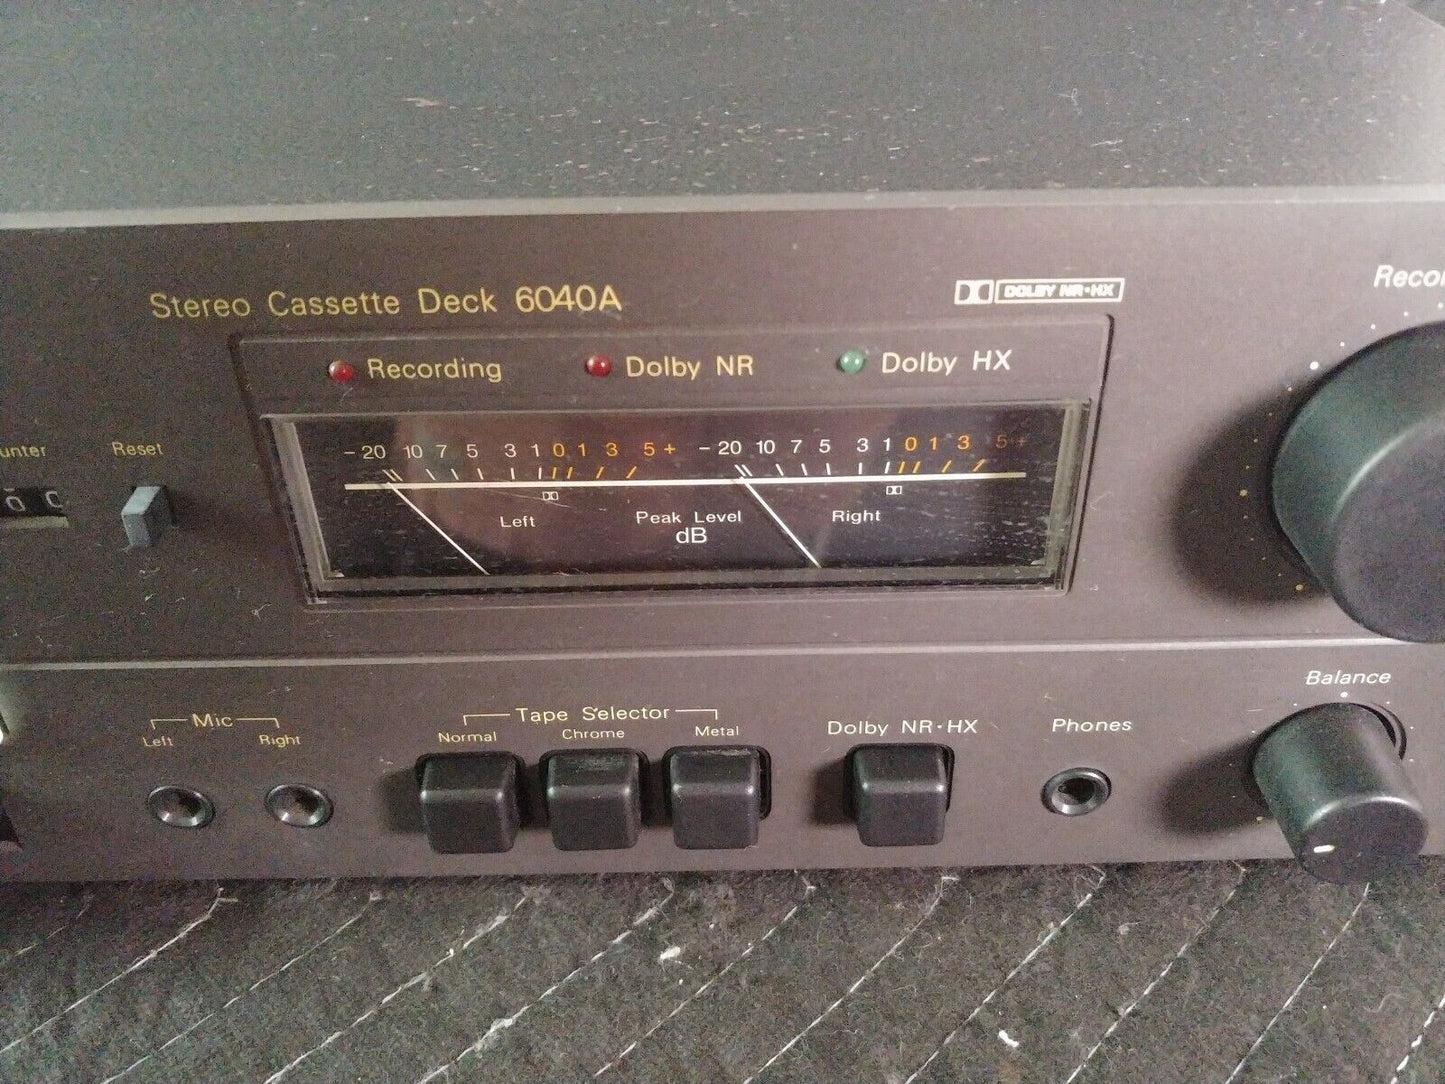 Stereo Cassette Deck 6040A
DOLBY NR·HX
Recording
Dolby NR
Dolby HX
- 20 10 7 5 3 1 0 1 3 5 +
- 20 10 7 5 3 1 0 1 3 5 +
Left
Peak Level
dB
Right
Reset
Balance
Mic
Left
Right
Tape Selector
Normal
Chrome
Metal
Dolby NR·HX
Phones